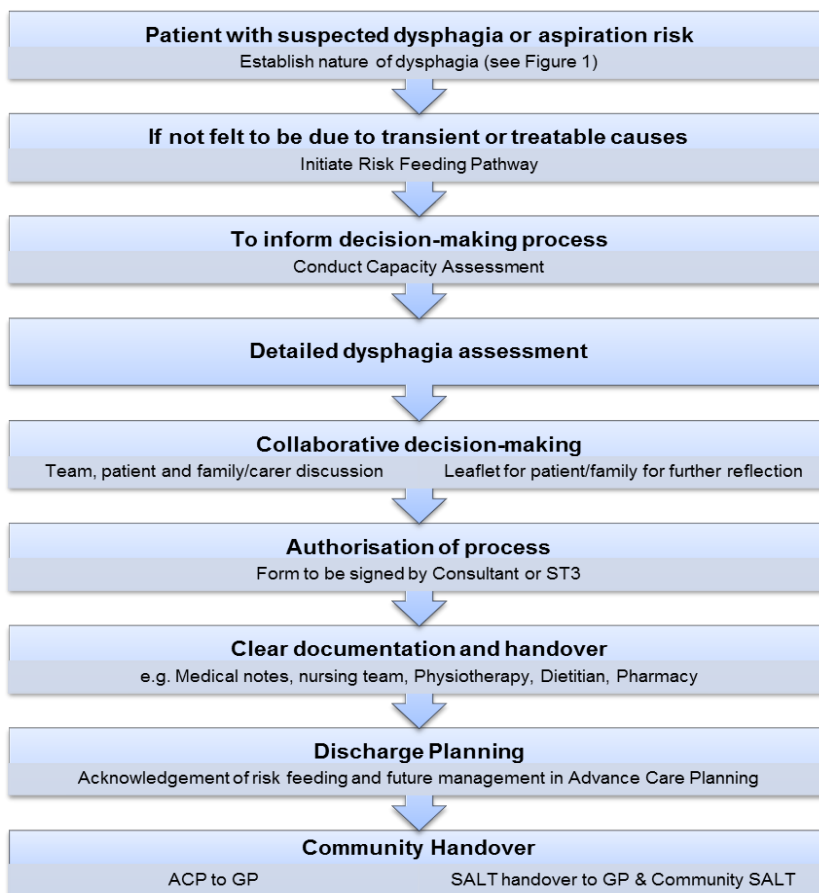 Patient with suspected dysphagia or aspiration risk
Establish nature of dysphagia (see Figure 1)
If not felt to be due to transient or treatable causes
Initiate Risk Feeding Pathway
To inform decision-making process
Conduct Capacity Assessment
Detailed dysphagia assessment
Collaborative decision-making
Team, patient and family/carer discussion
Leaflet for patient/family for further reflection
Authorisation of process
Form to be signed by Consultant or ST3
Clear documentation and handover
e.g. Medical notes, nursing team, Physiotherapy, Dietitian, Pharmacy
Discharge Planning
Acknowledgement of risk feeding and future management in Advance Care Planning
Community Handover
ACP to GP
SALT handover to GP & Community SALT